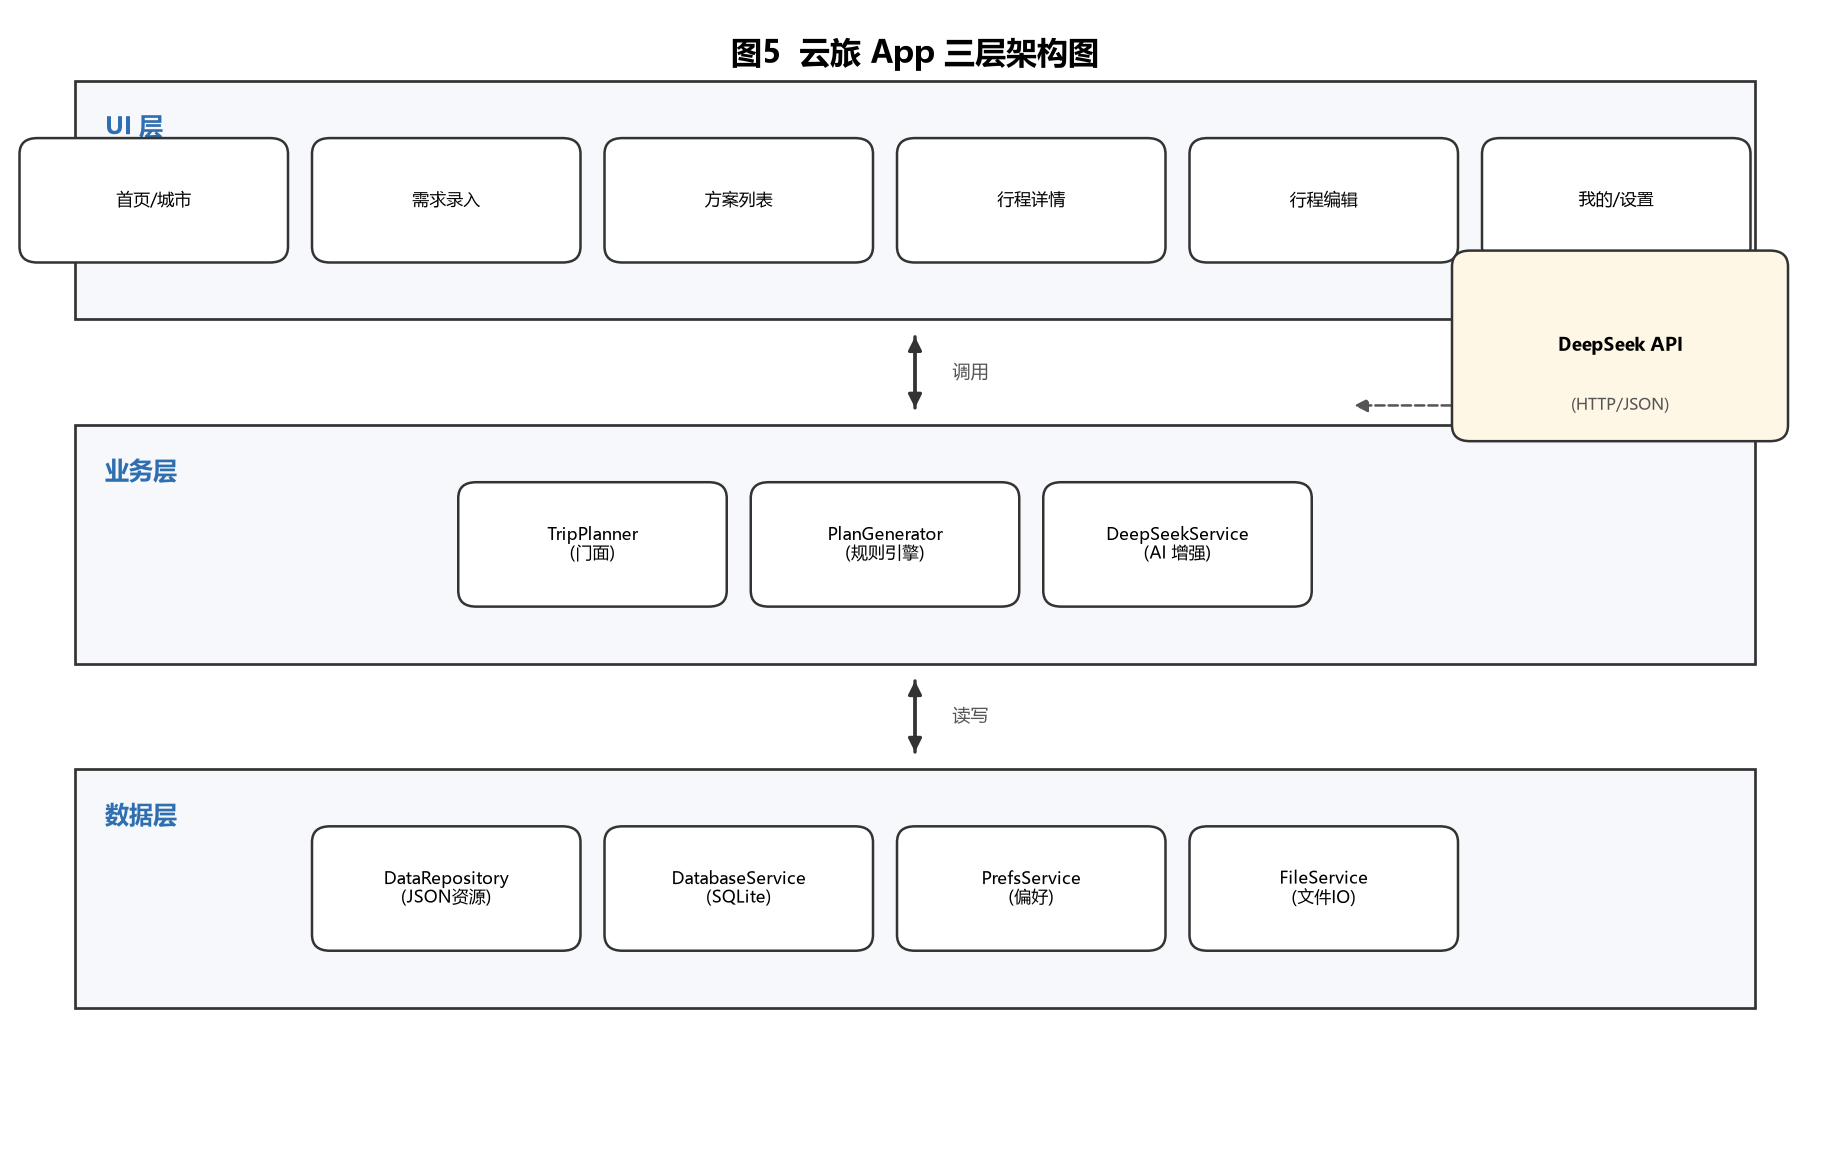 图5 云旅 App 三层架构图
UI 层
首页/城市
需求录入
方案列表
行程详情
行程编辑
我的/设置
DeepSeek API
(HTTP/JSON)
调用
业务层
TripPlanner
(门面)
PlanGenerator
(规则引擎)
DeepSeekService
(AI 增强)
读写
数据层
DataRepository
(JSON资源)
DatabaseService
(SQLite)
PrefsService
(偏好)
FileService
(文件IO)